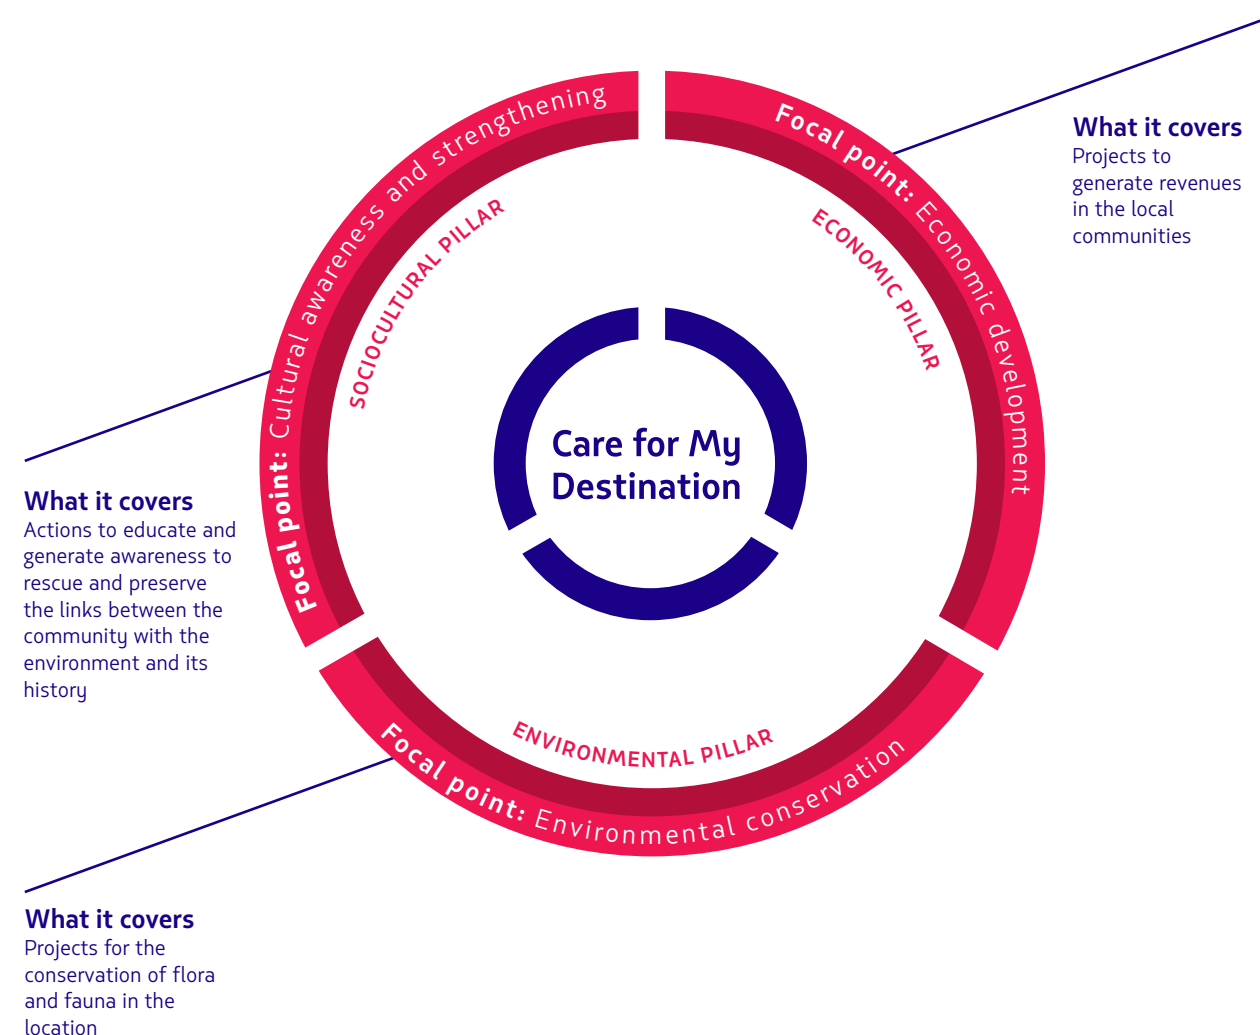 Focal point: Cultural awareness and strengthening
SOCIOCULTURAL PILLAR
What it covers
Actions to educate and
generate awareness to
rescue and preserve
the links between the
community with the
environment and its
history
Focal point: Economic development
ECONOMIC PILLAR
What it covers
Projects to
generate revenues
in the local
communities
Care for My
Destination
ENVIRONMENTAL PILLAR
Focal point: Environmental conservation
What it covers
Projects for the
conservation of flora
and fauna in the
location